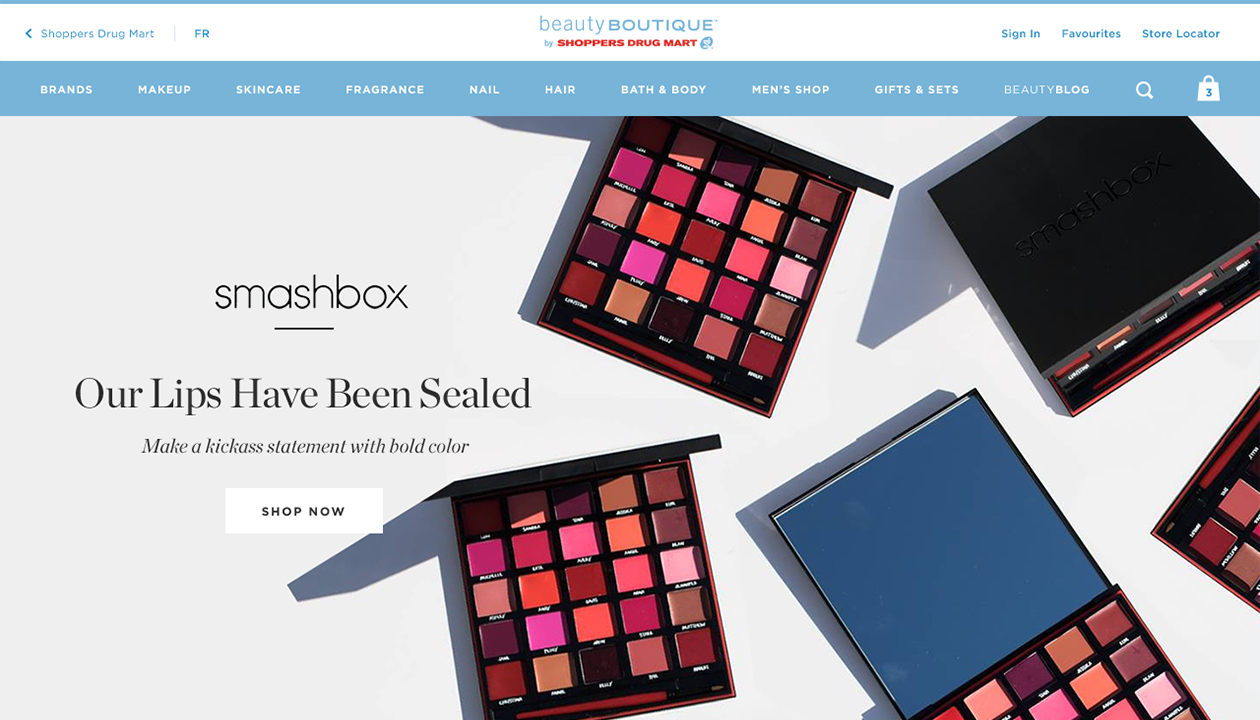 Shoppers Drug Mart
FR
beauty BOUTIQUE™
by SHOPPERS DRUG MART
Sign In
Favourites
Store Locator
BRANDS
MAKEUP
SKINCARE
FRAGRANCE
NAIL
HAIR
BATH & BODY
MEN'S SHOP
GIFTS & SETS
BEAUTYBLOG
3
smashbox
Our Lips Have Been Sealed
Make a kickass statement with bold color
SHOP NOW
smashbox